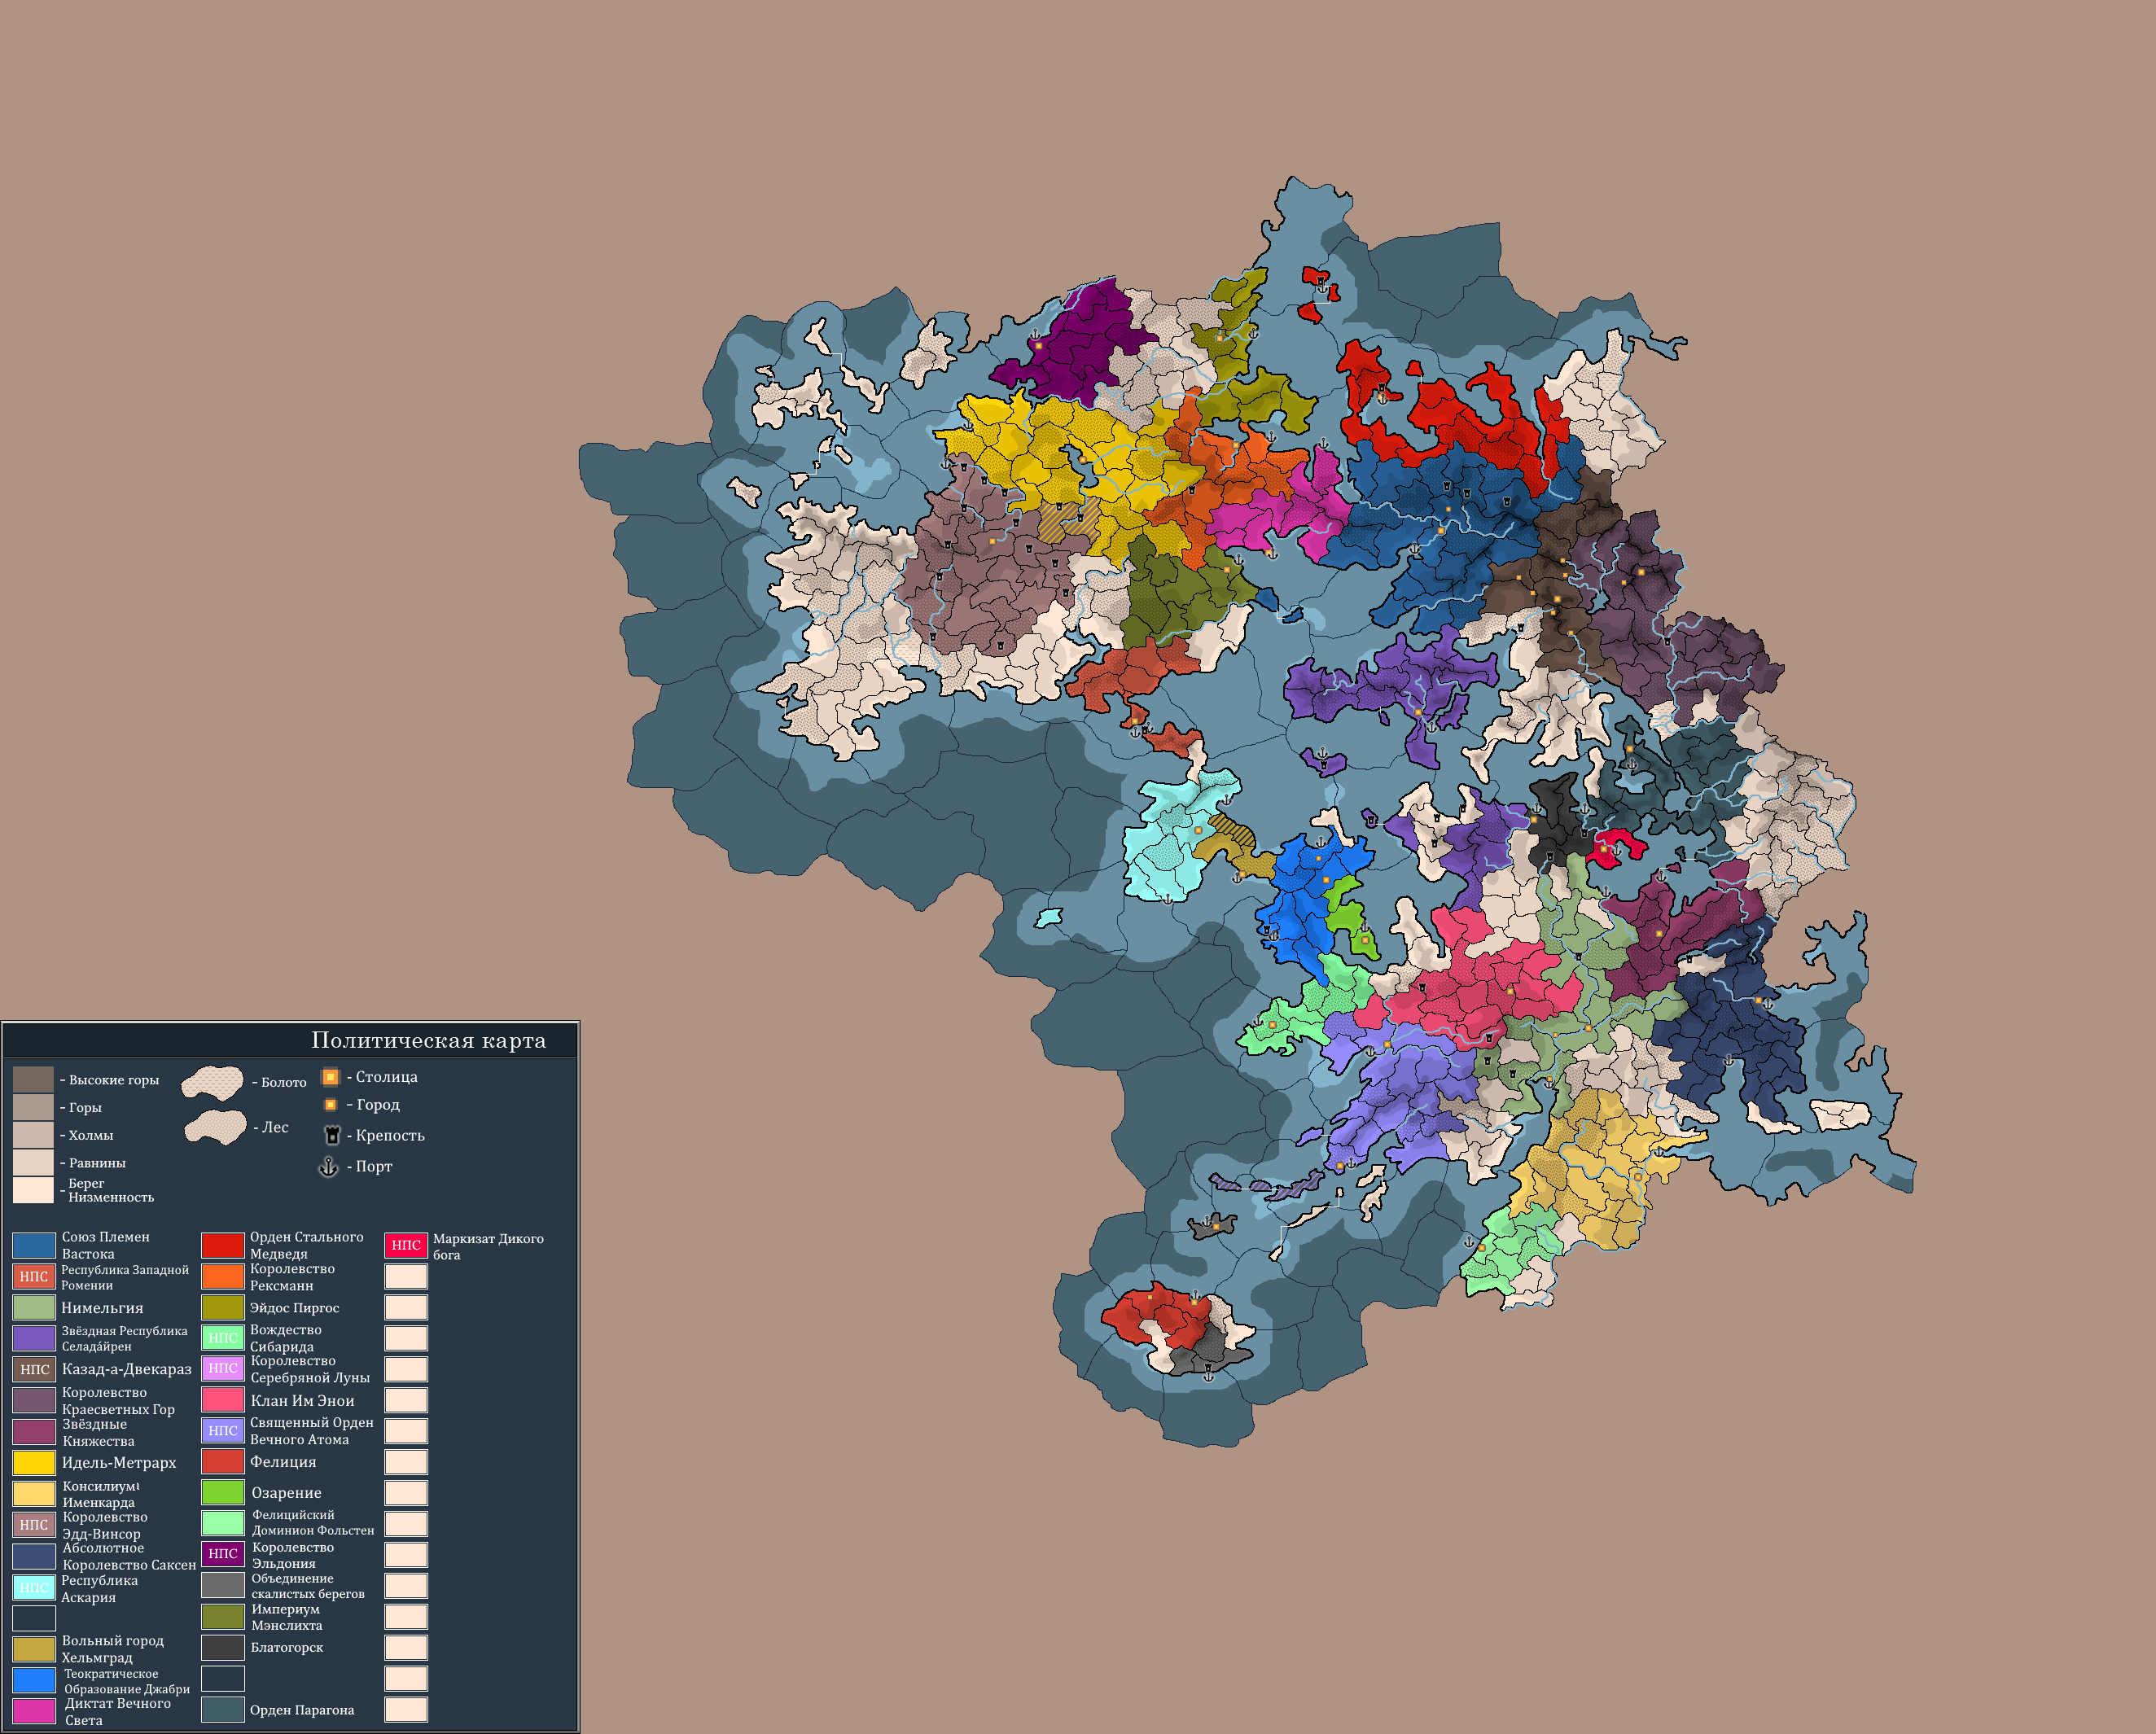 Политическая карта
- Высокие горы
- Горы
- Холмы
- Равнины
- Берег
Низменность
- Болото
- Лес
- Столица
- Город
- Крепость
- Порт
Союз Племен
Вастока
НПС
Республика Западной
Ромении
Нимельгия
Звёздная Республика
Селада́йрен
НПС
Казад-а-Двекараз
Королевство
Краесветных Гор
Звёздные
Княжества
Идель-Метрарх
Консилиум
Именкарда
НПС
Королевство
Эдд-Винсор
Абсолютное
Королевство Саксен
НПС
Республика
Аскария
Вольный город
Хельмград
Теократическое
Образование Джабри
Диктат Вечного
Света
Орден Стального
Медведя
Королевство
Рексманн
Эйдос Пиргос
НПС
Вождество
Сибарида
НПС
Королевство
Серебряной Луны
Клан Им Энои
НПС
Священный Орден
Вечного Атома
Фелиция
Озарение
Фелицийский
Доминион Фольстен
НПС
Королевство
Эльдония
Объединение
скалистых берегов
Империум
Мэнслихта
Блатогорск
Орден Парагона
НПС
Маркизат Дикого
бога